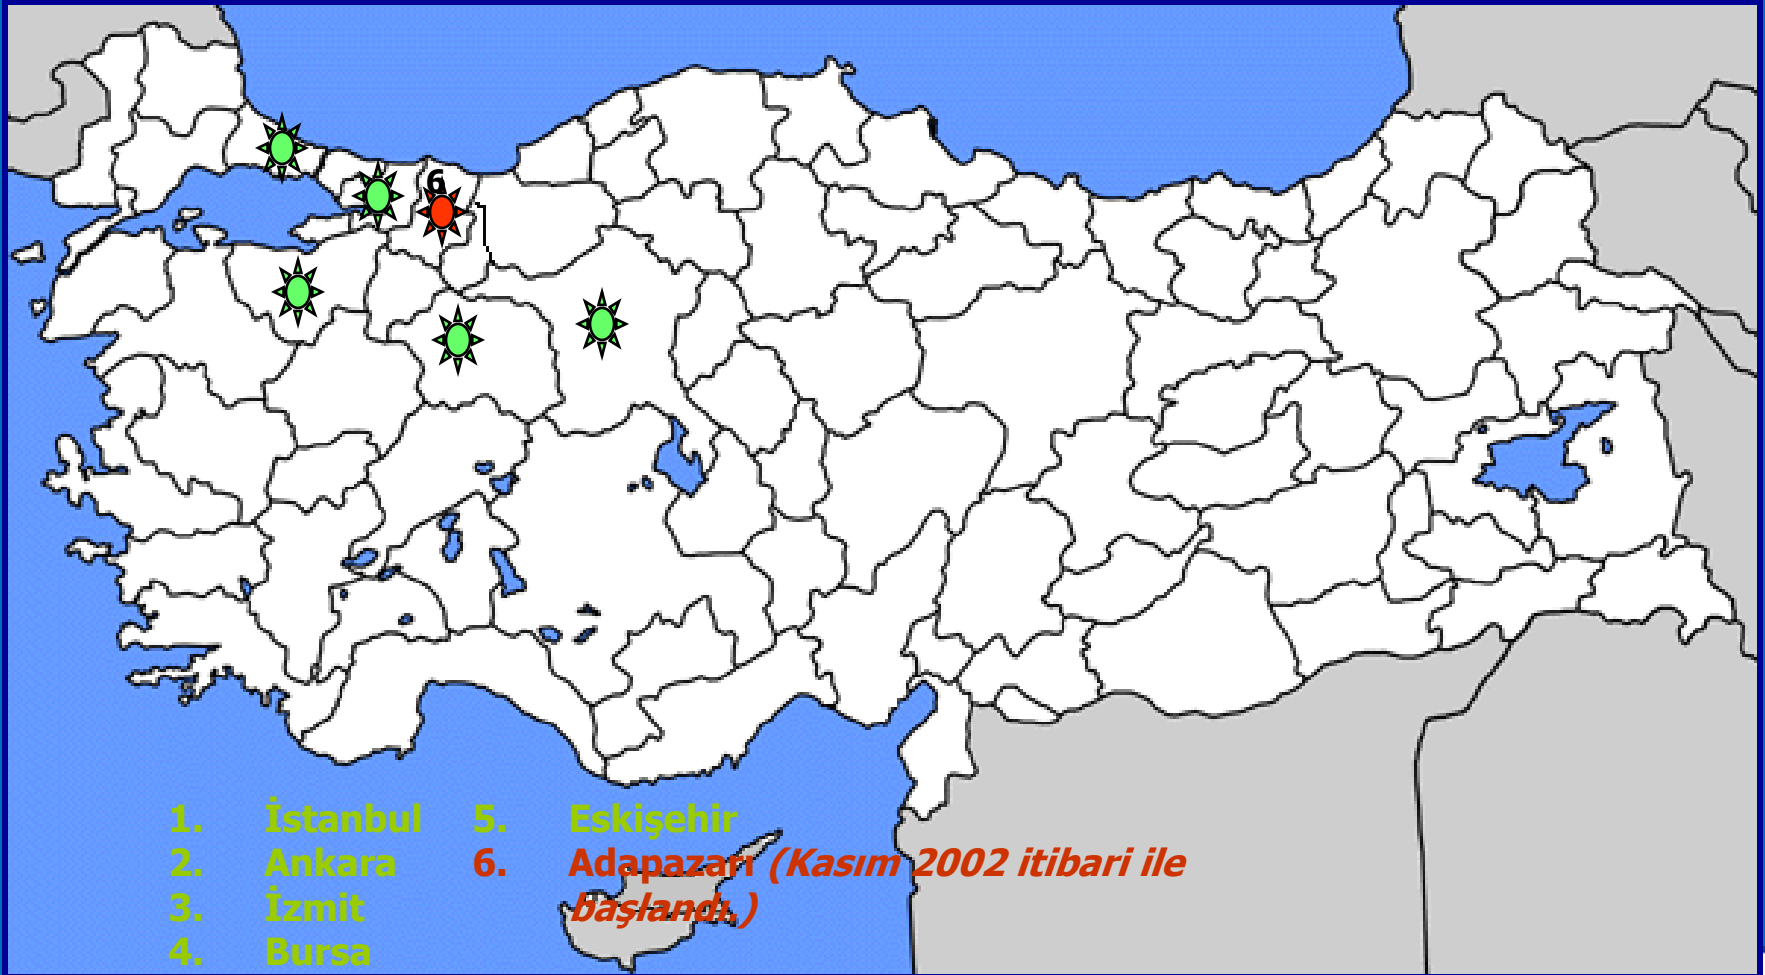 6
1. İstanbul
2. Ankara
3. İzmit
4. Bursa
5. Eskişehir
6. Adapazarı (Kasım 2002 itibari ile
başlandı.)